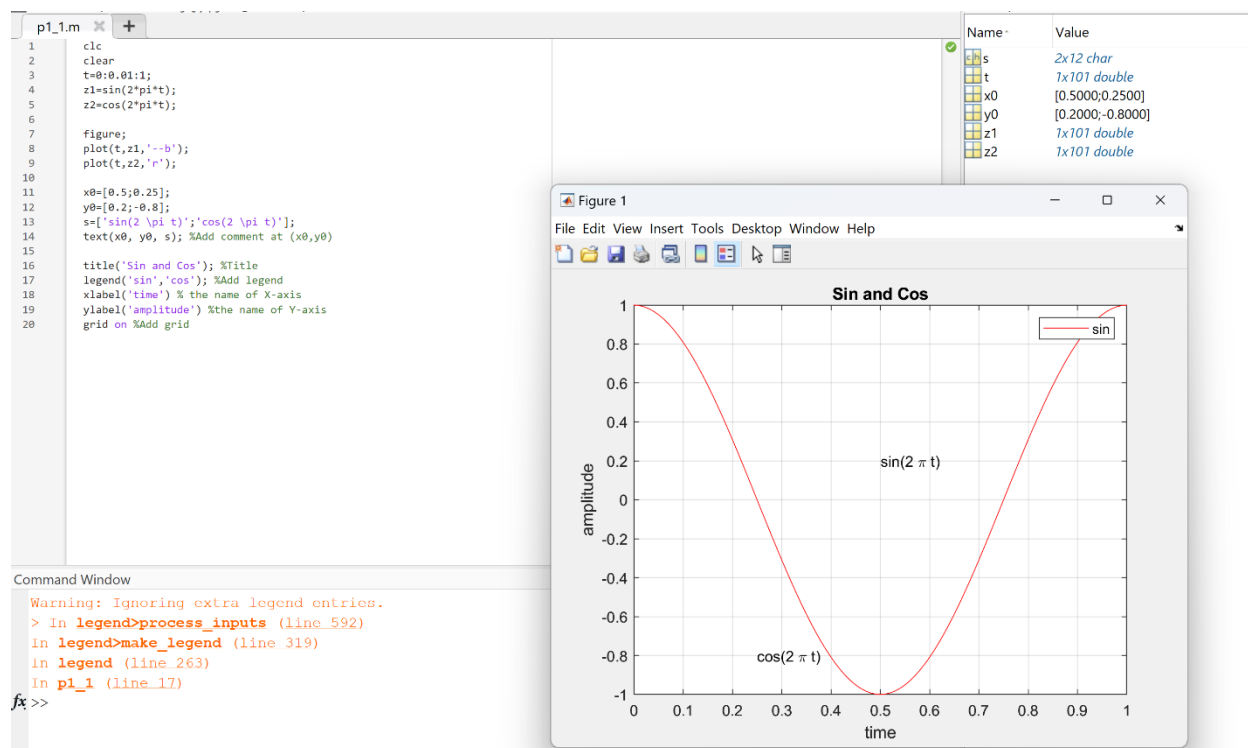 p1_1.m
1 clc
2 clear
3 t=0:0.01:1;
4 z1=sin(2*pi*t);
5 z2=cos(2*pi*t);
6
7 figure;
8 plot(t,z1,'--b');
9 plot(t,z2,'r');
10
11 x0=[0.5;0.25];
12 y0=[0.2;-0.8];
13 s=['sin(2 \pi t)';'cos(2 \pi t)'];
14 text(x0, y0, s); %Add comment at (x0,y0)
15
16 title('Sin and Cos'); %Title
17 legend('sin','cos'); %Add legend
18 xlabel('time') % the name of X-axis
19 ylabel('amplitude') %the name of Y-axis
20 grid on %Add grid
Name Value
s 2x12 char
t 1x101 double
x0 [0.5000;0.2500]
y0 [0.2000;-0.8000]
z1 1x101 double
z2 1x101 double
Command Window
Warning: Ignoring extra legend entries.
> In legend>process_inputs (line 592)
In legend>make_legend (line 319)
In legend (line 263)
In p1_1 (line 17)
fx >>
Figure 1
File Edit View Insert Tools Desktop Window Help
Sin and Cos
sin
1
0.8
0.6
0.4
0.2
0
-0.2
-0.4
-0.6
-0.8
-1
amplitude
sin(2 π t)
cos(2 π t)
0 0.1 0.2 0.3 0.4 0.5 0.6 0.7 0.8 0.9 1
time